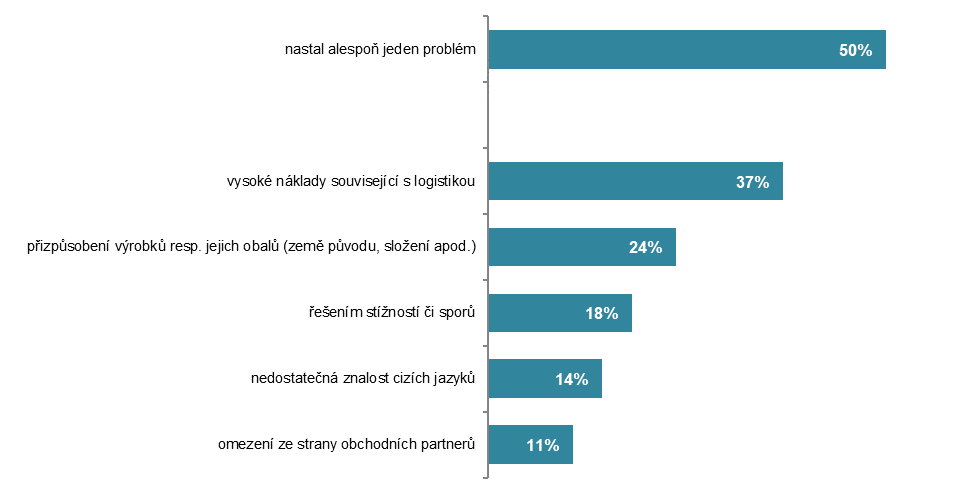 nastal alespoň jeden problém 50%
vysoké náklady související s logistikou 37%
přizpůsobení výrobků resp. jejich obalů (země původu, složení apod.) 24%
řešením stížností či sporů 18%
nedostatečná znalost cizích jazyků 14%
omezení ze strany obchodních partnerů 11%